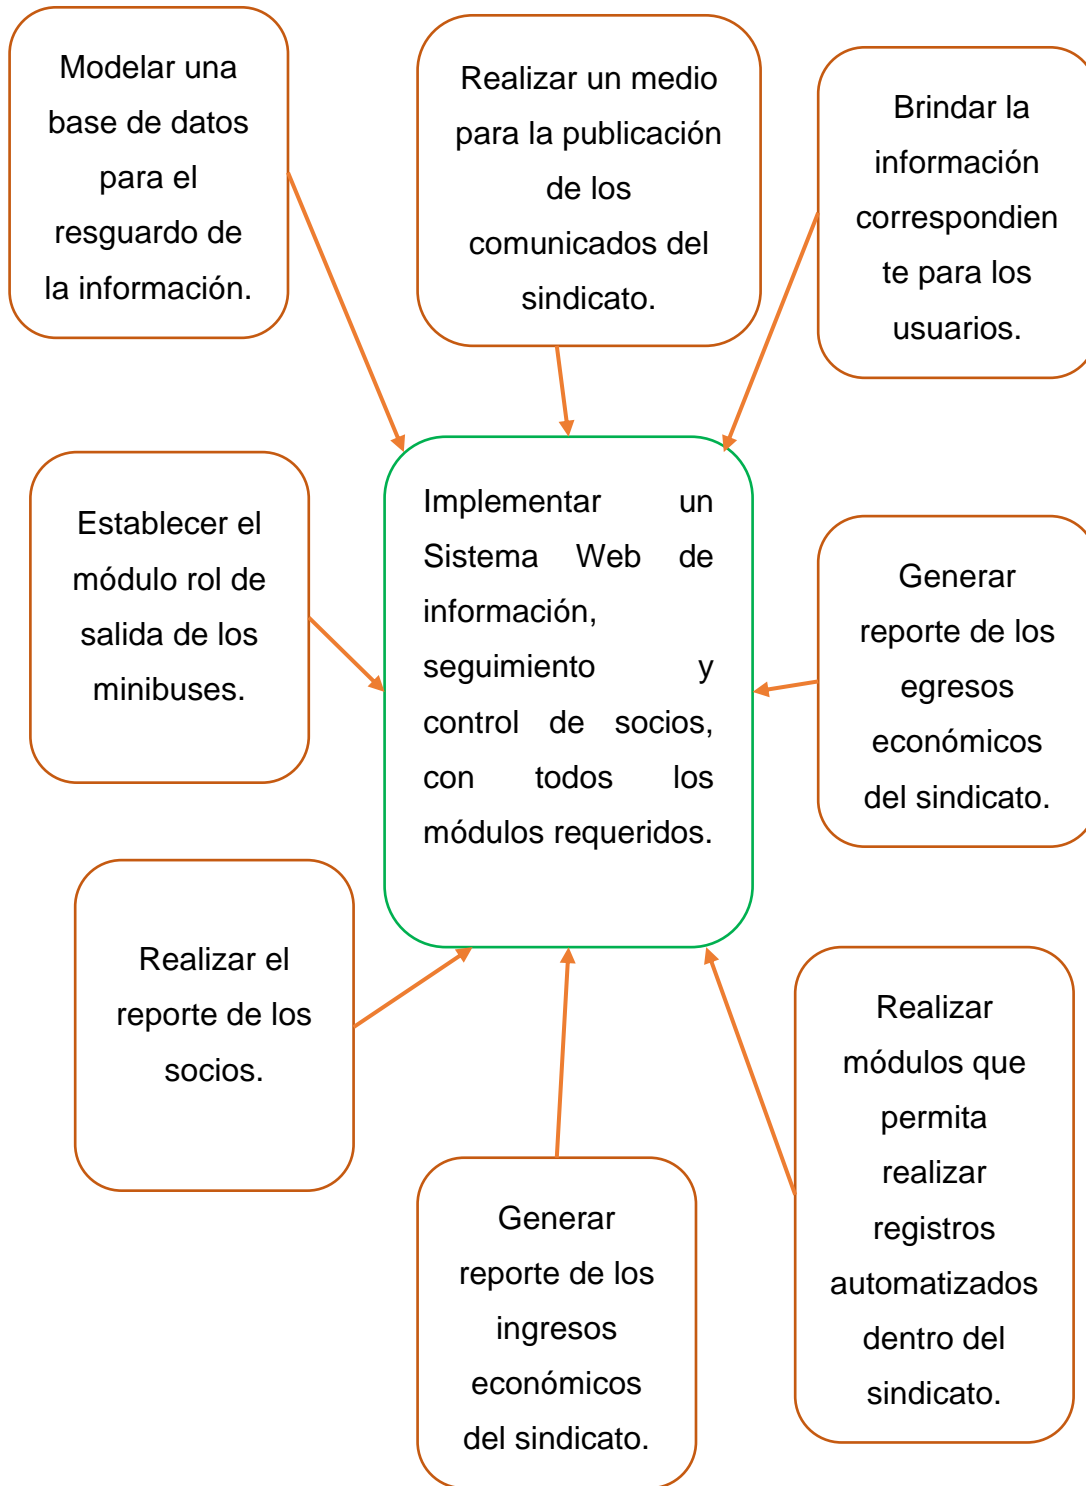 Modelar una
base de datos
para el
resguardo de
la información.
Realizar un medio
para la publicación
de los
comunicados del
sindicato.
Brindar la
información
correspondien
te para los
usuarios.
Establecer el
módulo rol de
salida de los
minibuses.
Implementar un
Sistema Web de
información,
seguimiento y
control de socios,
con todos los
módulos requeridos.
Generar
reporte de los
egresos
económicos
del sindicato.
Realizar el
reporte de los
socios.
Generar
reporte de los
ingresos
económicos
del sindicato.
Realizar
módulos que
permita
realizar
registros
automatizados
dentro del
sindicato.